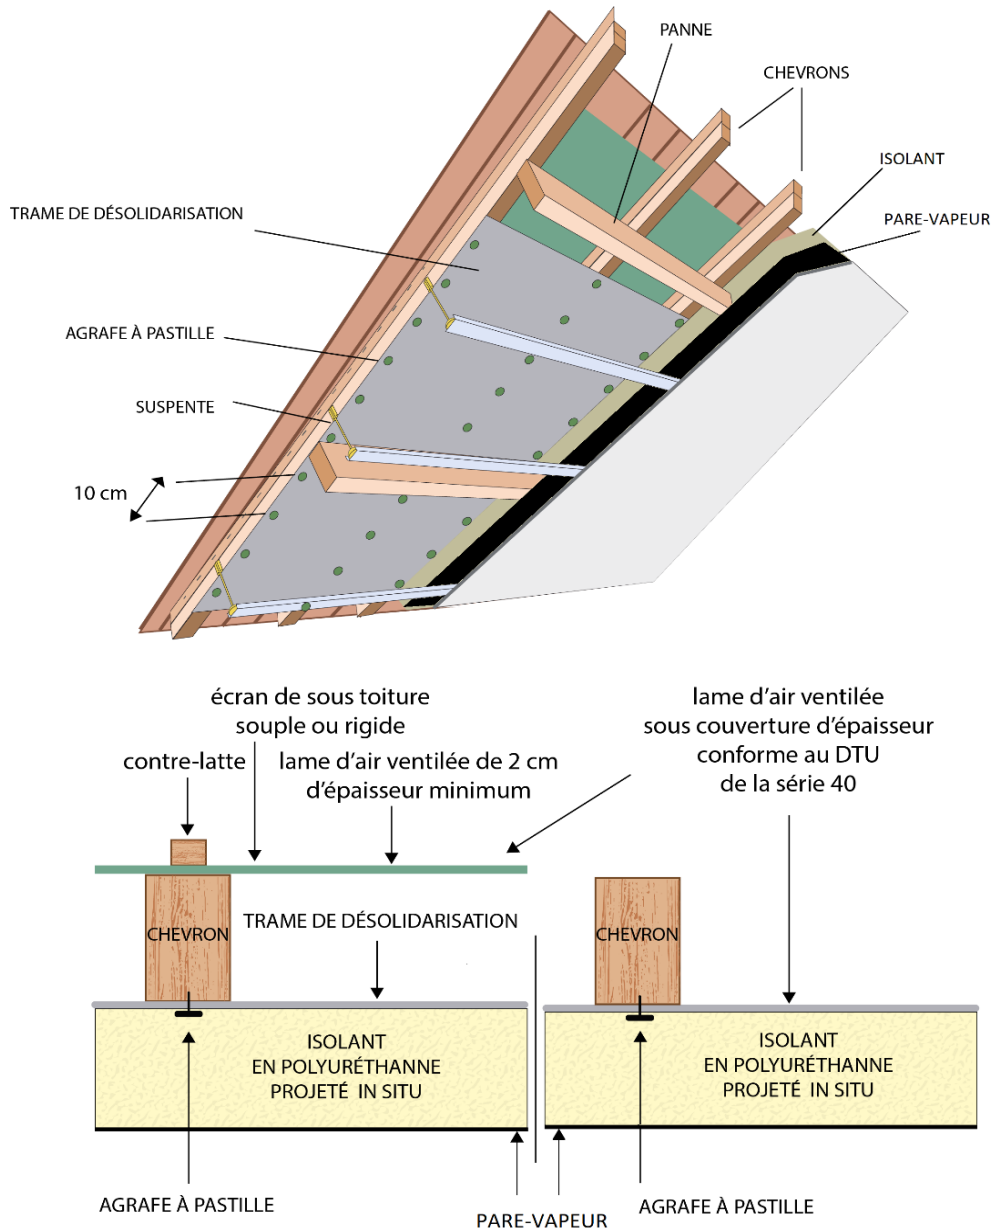 PANNE
CHEVRONS
ISOLANT
PARE-VAPEUR
TRAME DE DÉSOLIDARISATION
AGRAFE À PASTILLE
SUSPENTE
10 cm
écran de sous toiture
souple ou rigide
contre-latte
lame d'air ventilée de 2 cm
d'épaisseur minimum
lame d'air ventilée
sous couverture d'épaisseur
conforme au DTU
de la série 40
CHEVRON
TRAME DE DÉSOLIDARISATION
CHEVRON
ISOLANT
EN POLYURÉTHANNE
PROJETÉ IN SITU
ISOLANT
EN POLYURÉTHANNE
PROJETÉ IN SITU
AGRAFE À PASTILLE
PARE-VAPEUR
AGRAFE À PASTILLE